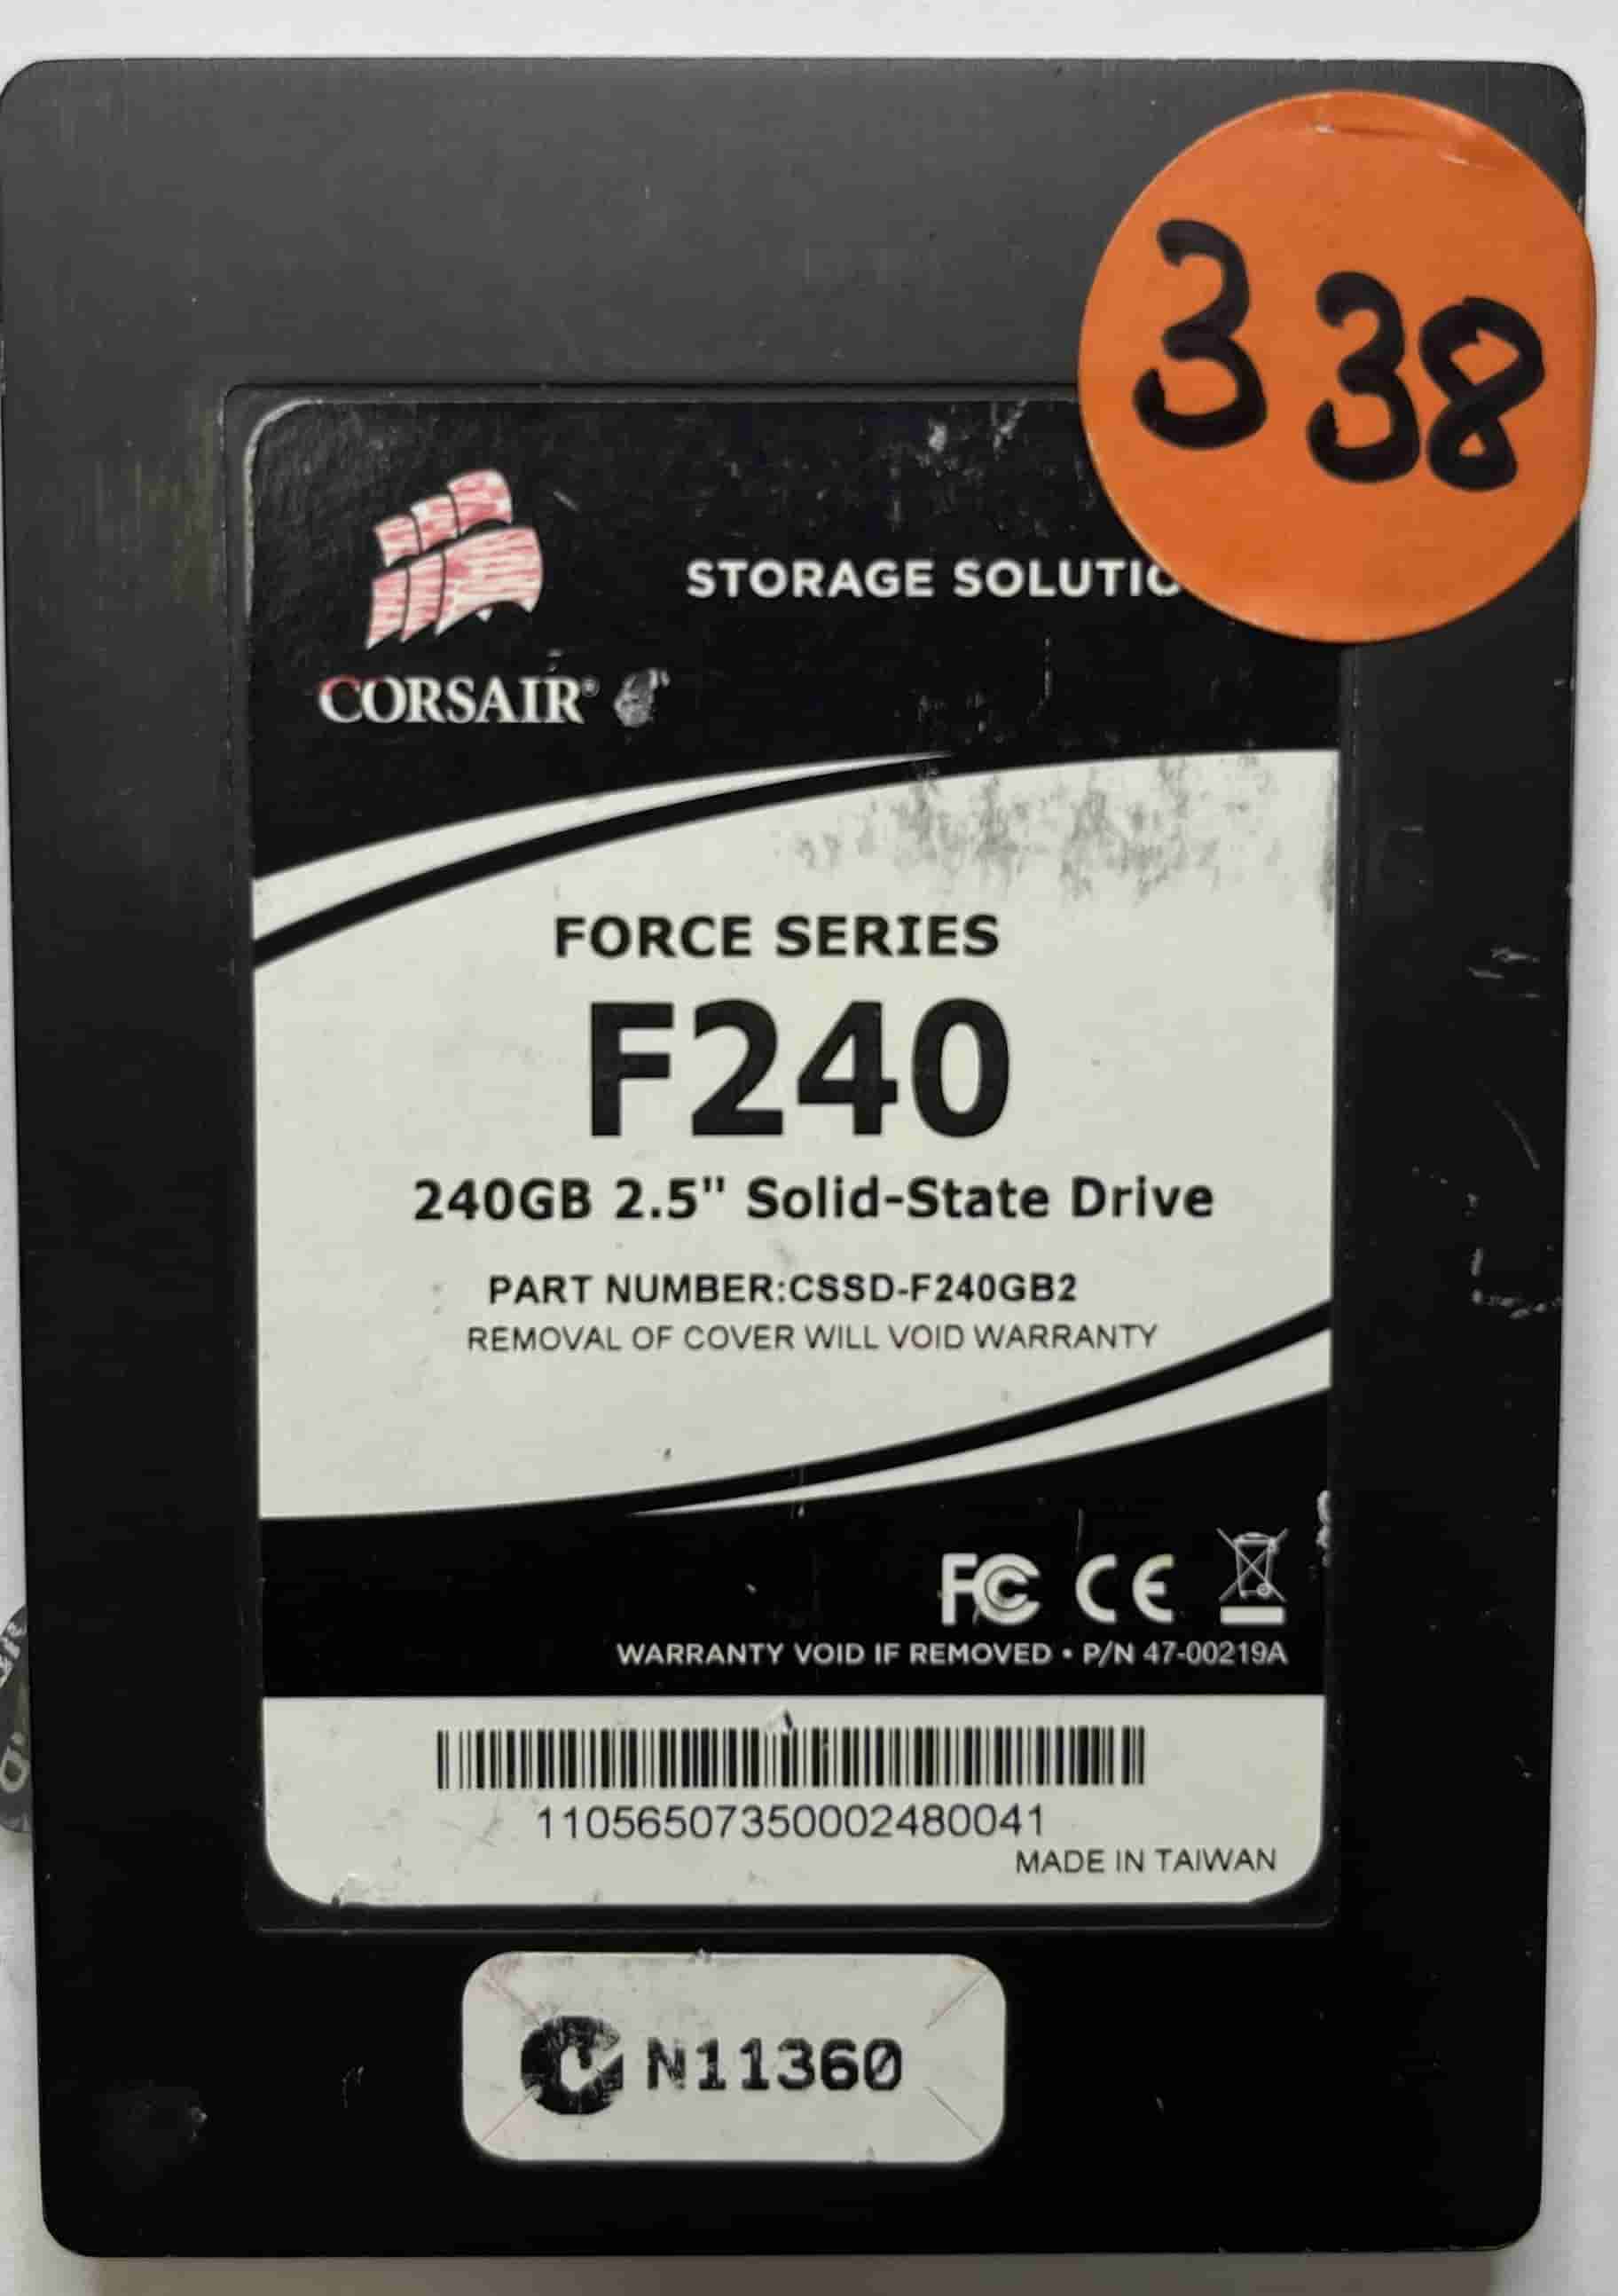 338
STORAGE SOLUTIO
CORSAIR®
FORCE SERIES
F240
240GB 2.5" Solid-State Drive
PART NUMBER:CSSD-F240GB2
REMOVAL OF COVER WILL VOID WARRANTY
FC CE
WARRANTY VOID IF REMOVED • P/N 47-00219A
11056507350002480041
MADE IN TAIWAN
N11360